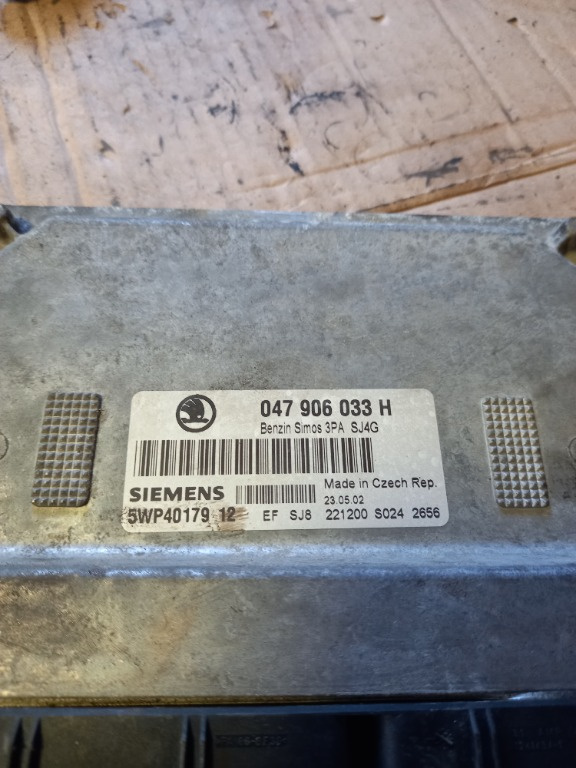 047 906 033 H
Benzin Simos 3PA SJ4G
SIEMENS
Made in Czech Rep.
23.05.02
5WP40179 12 EF SJ8 221200 S024 2656